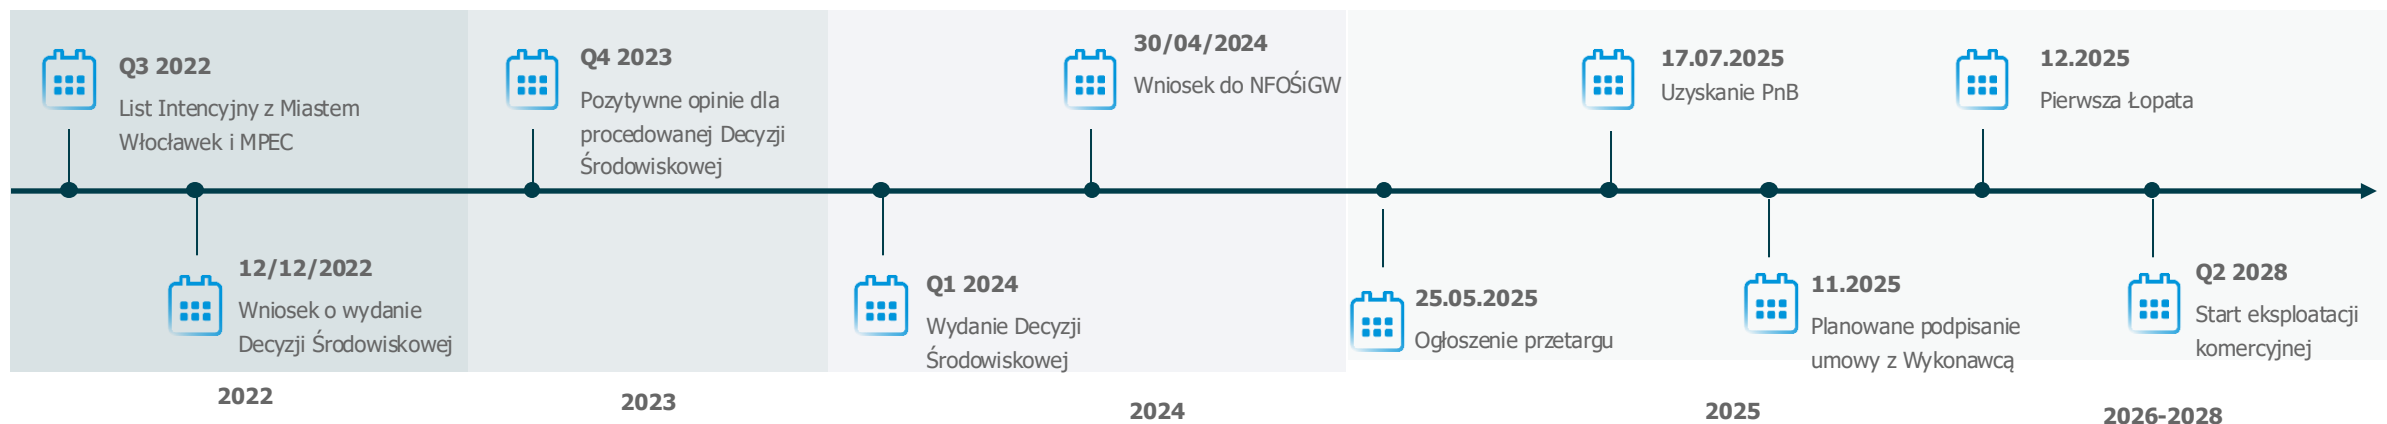 Q3 2022
List Intencyjny z Miastem
Włocławek i MPEC
12/12/2022
Wniosek o wydanie
Decyzji Środowiskowej
Q4 2023
Pozytywne opinie dla
procedowanej Decyzji
Środowiskowej
Q1 2024
Wydanie Decyzji
Środowiskowej
30/04/2024
Wniosek do NFOŚiGW
25.05.2025
Ogłoszenie przetargu
17.07.2025
Uzyskanie PnB
11.2025
Planowane podpisanie
umowy z Wykonawcą
12.2025
Pierwsza Łopata
Q2 2028
Start eksploatacji
komercyjnej
2022
2023
2024
2025
2026-2028